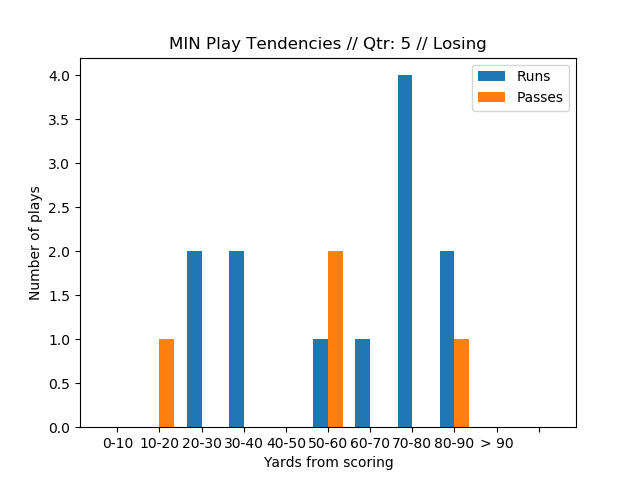 MIN Play Tendencies // Qtr: 5 // Losing
Runs
Passes
4.0
3.5
3.0
2.5
2.0
1.5
1.0
0.5
0.0
Number of plays
0-10 10-20 20-30 30-40 40-50 50-60 60-70 70-80 80-90 > 90
Yards from scoring